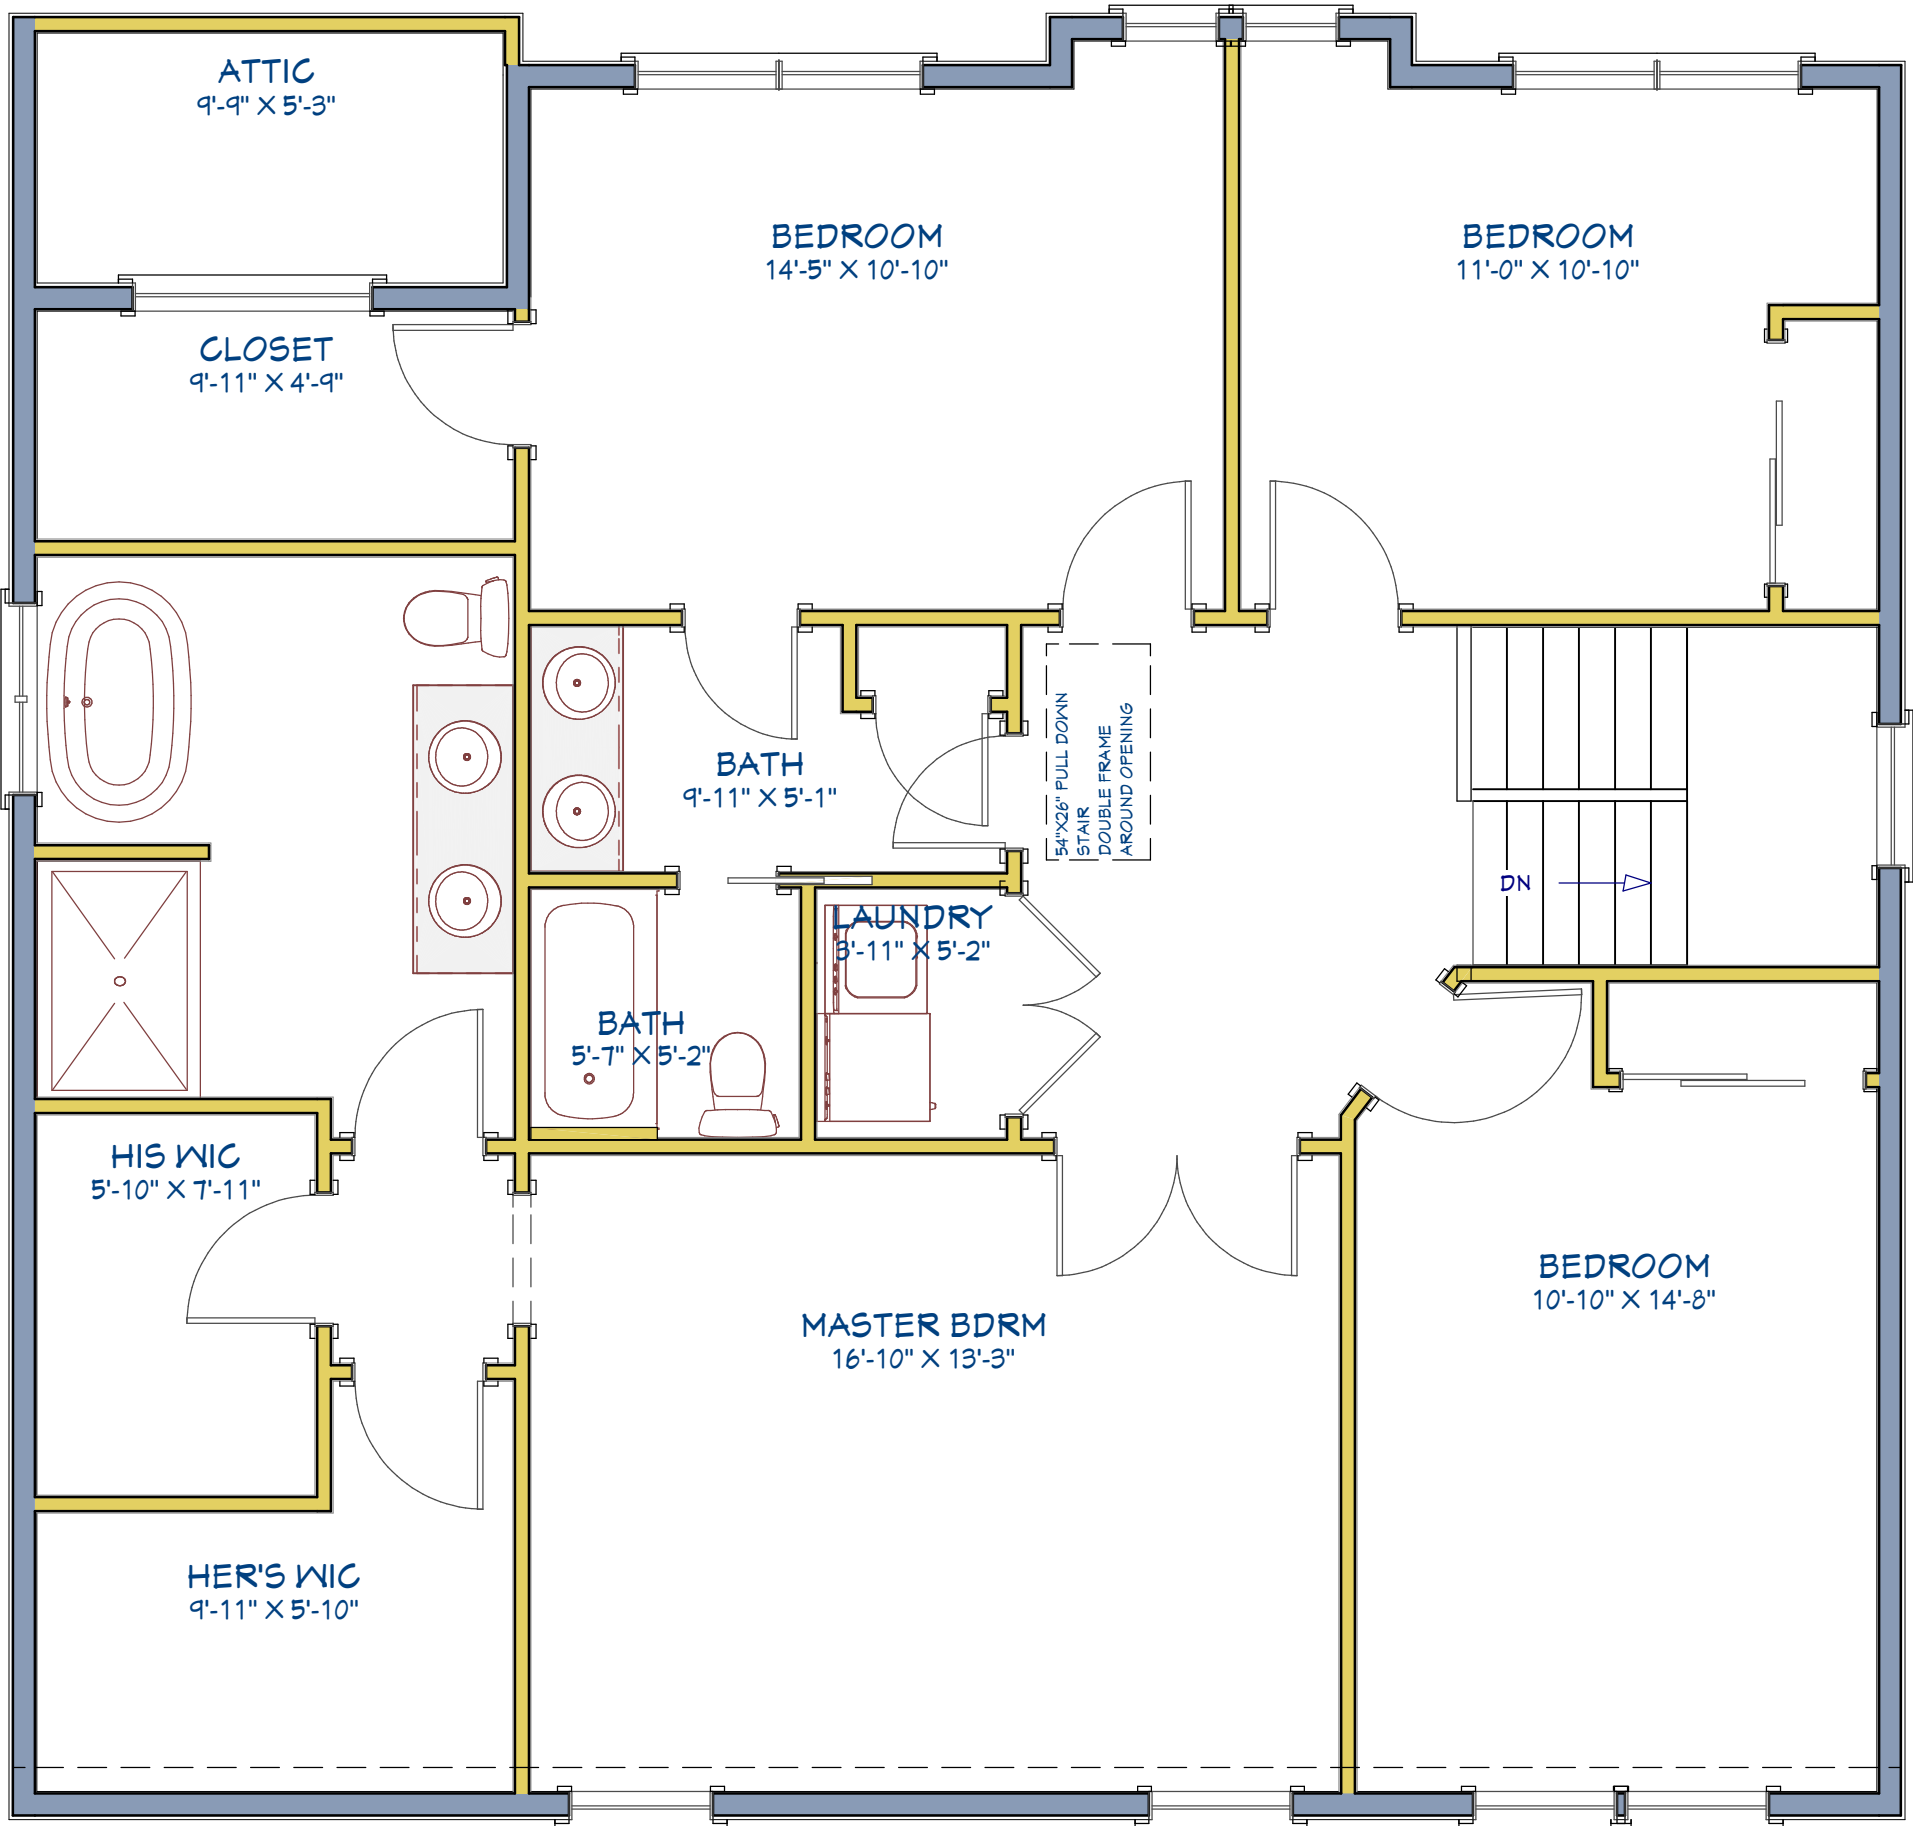 ATTIC
9'-9" X 5'-3"
BEDROOM
14'-5" X 10'-10"
BEDROOM
11'-0" X 10'-10"
CLOSET
9'-11" X 4'-9"
BATH
9'-11" X 5'-1"
54"X26" PULL DOWN
STAIR
DOUBLE FRAME
AROUND OPENING
DN
LAUNDRY
3'-11" X 5'-2"
BATH
5'-7" X 5'-2"
HIS WIC
5'-10" X 7'-11"
BEDROOM
10'-10" X 14'-8"
MASTER BDRM
16'-10" X 13'-3"
HER'S WIC
9'-11" X 5'-10"